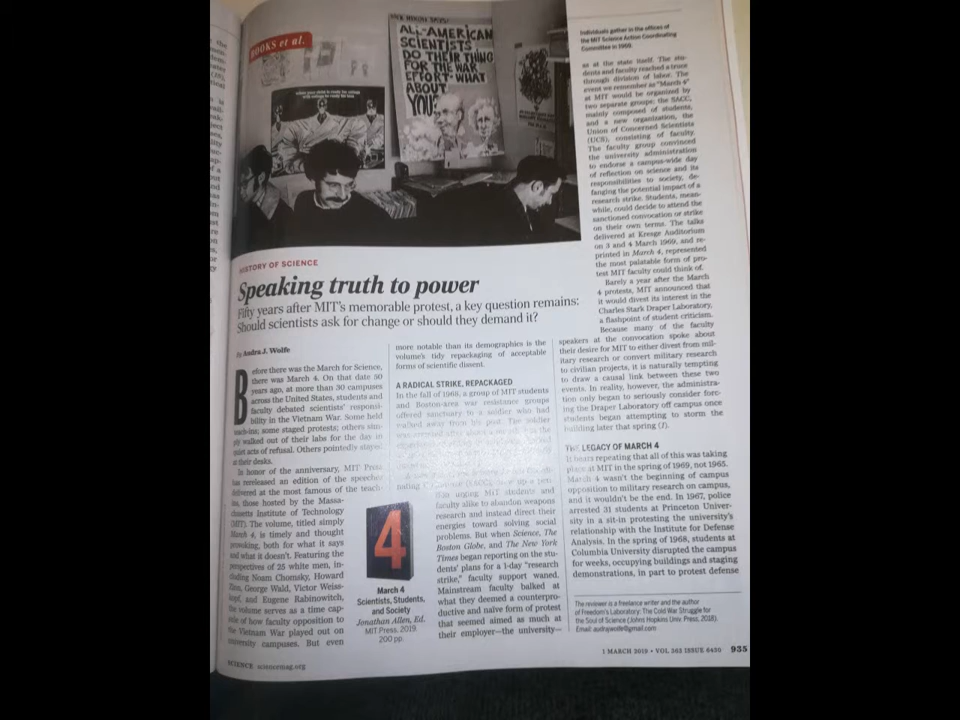 BOOKS et al.
ALL-AMERICAN
SCIENTISTS
DO THEIR THING
FOR THE WAR
EFFORT. WHAT
ABOUT
YOU?
Individuals gather in the offices of
the MIT Science Action Coordinating
Committee in 1969.
HISTORY OF SCIENCE
Speaking truth to power
Fifty years after MIT's memorable protest, a key question remains:
Should scientists ask for change or should they demand it?
By Audra J. Wolfe
Before there was the March for Science,
there was March 4. On that date 50
years ago, at more than 30 campuses
across the United States, students and
faculty debated scientists' responsi-
bility in the Vietnam War. Some held
teach-ins; some staged protests; others sim-
ply walked out of their labs for the day in
quiet acts of refusal. Others pointedly stayed
at their desks.
In honor of the anniversary, MIT Press
has rereleased an edition of the speeches
delivered at the most famous of the teach-
ins, those hosted by the Massa-
chusetts Institute of Technology
(MIT). The volume, titled simply
March 4, is timely and thought
provoking, both for what it says
and what it doesn't. Featuring the
perspectives of 25 white men, in-
cluding Noam Chomsky, Howard
Zinn, George Wald, Victor Weiss-
kopf, and Eugene Rabinowitch,
the volume serves as a time cap-
sule of how faculty opposition to
the Vietnam War played out on
university campuses. But even
more notable than its demographics is the
volume's tidy repackaging of acceptable
forms of scientific dissent.
A RADICAL STRIKE, REPACKAGED
In the fall of 1968, a group of MIT students
and Boston-area war resistance groups
offered sanctuary to a soldier who had
walked away from his post. The soldier
urging MIT students and
faculty alike to abandon weapons
research and instead direct their
energies toward solving social
problems. But when Science, The
Boston Globe, and The New York
Times began reporting on the stu-
dents' plans for a 1-day "research
strike," faculty support waned.
Mainstream faculty balked at
what they deemed a counterpro-
ductive and naive form of protest
that seemed aimed as much at
their employer—the university—
4
March 4
Scientists, Students,
and Society
Jonathan Allen, Ed.
MIT Press, 2019.
200 pp.
as at the state itself. The stu-
dents and faculty reached a truce
through division of labor. The
event we remember as "March 4"
at MIT would be organized by
two separate groups: the SACC,
mainly composed of students,
and a new organization, the
Union of Concerned Scientists
(UCS), consisting of faculty.
The faculty group convinced
the university administration
to endorse a campus-wide day
of reflection on science and its
responsibilities to society, de-
fanging the potential impact of a
research strike. Students, mean-
while, could decide to attend the
sanctioned convocation or strike
on their own terms. The talks
delivered at Kresge Auditorium
on 3 and 4 March 1969, and re-
printed in March 4, represented
the most palatable form of pro-
test MIT faculty could think of.
Barely a year after the March
4 protests, MIT announced that
it would divest its interest in the
Charles Stark Draper Laboratory,
a flashpoint of student criticism.
Because many of the faculty
speakers at the convocation spoke about
their desire for MIT to either divest from mil-
itary research or convert military research
to civilian projects, it is naturally tempting
to draw a causal link between these two
events. In reality, however, the administra-
tion only began to seriously consider forc-
ing the Draper Laboratory off campus once
students began attempting to storm the
building later that spring (1).
THE LEGACY OF MARCH 4
It bears repeating that all of this was taking
place at MIT in the spring of 1969, not 1965.
March 4 wasn't the beginning of campus
opposition to military research on campus,
and it wouldn't be the end. In 1967, police
arrested 31 students at Princeton Univer-
sity in a sit-in protesting the university's
relationship with the Institute for Defense
Analysis. In the spring of 1968, students at
Columbia University disrupted the campus
for weeks, occupying buildings and staging
demonstrations, in part to protest defense
The reviewer is a freelance writer and the author
of Freedom's Laboratory: The Cold War Struggle for
the Soul of Science (Johns Hopkins Univ. Press, 2018).
Email: audrajwolfe@gmail.com
SCIENCE sciencemag.org
1 MARCH 2019 • VOL 363 ISSUE 6430 935